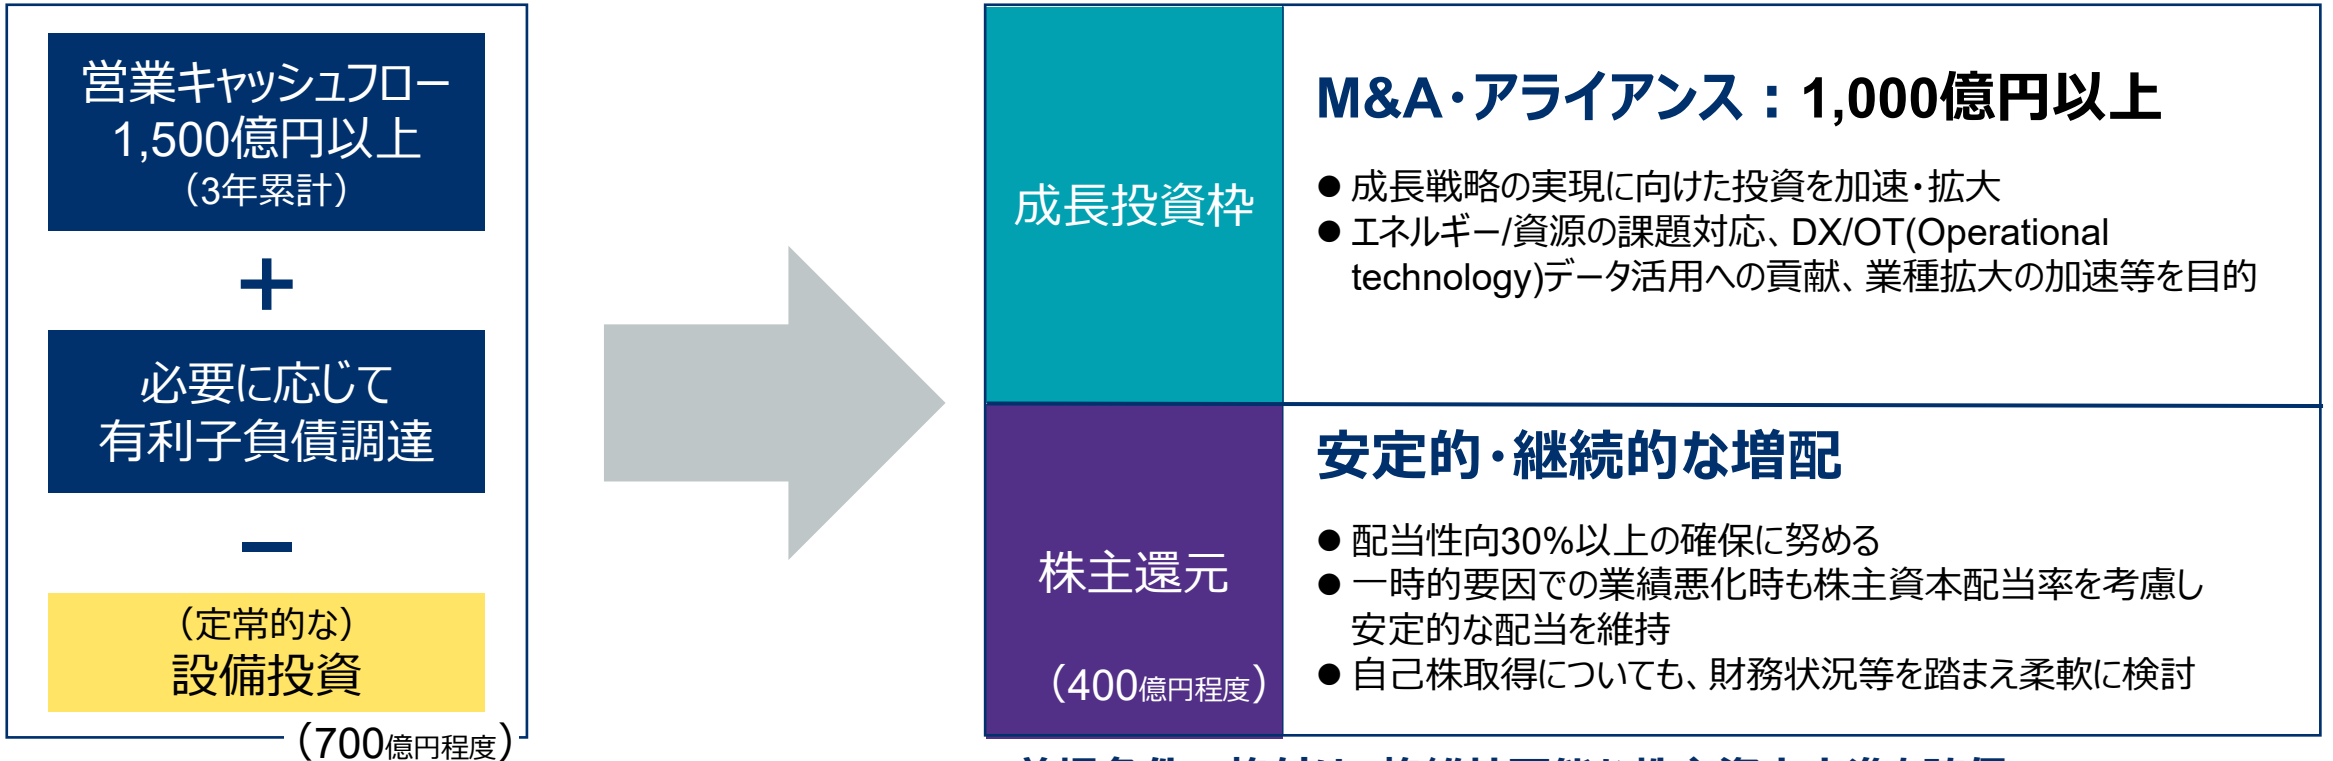 営業キャッシュフロー
1,500億円以上
（3年累計）
＋
必要に応じて
有利子負債調達
－
（定常的な）
設備投資
（700億円程度）
成長投資枠
M&A・アライアンス：1,000億円以上
● 成長戦略の実現に向けた投資を加速・拡大
● エネルギー/資源の課題対応、DX/OT(Operational
technology)データ活用への貢献、業種拡大の加速等を目的
株主還元
（400億円程度）
安定的・継続的な増配
● 配当性向30%以上の確保に努める
● 一時的要因での業績悪化時も株主資本配当率を考慮し
安定的な配当を維持
● 自己株取得についても、財務状況等を踏まえ柔軟に検討